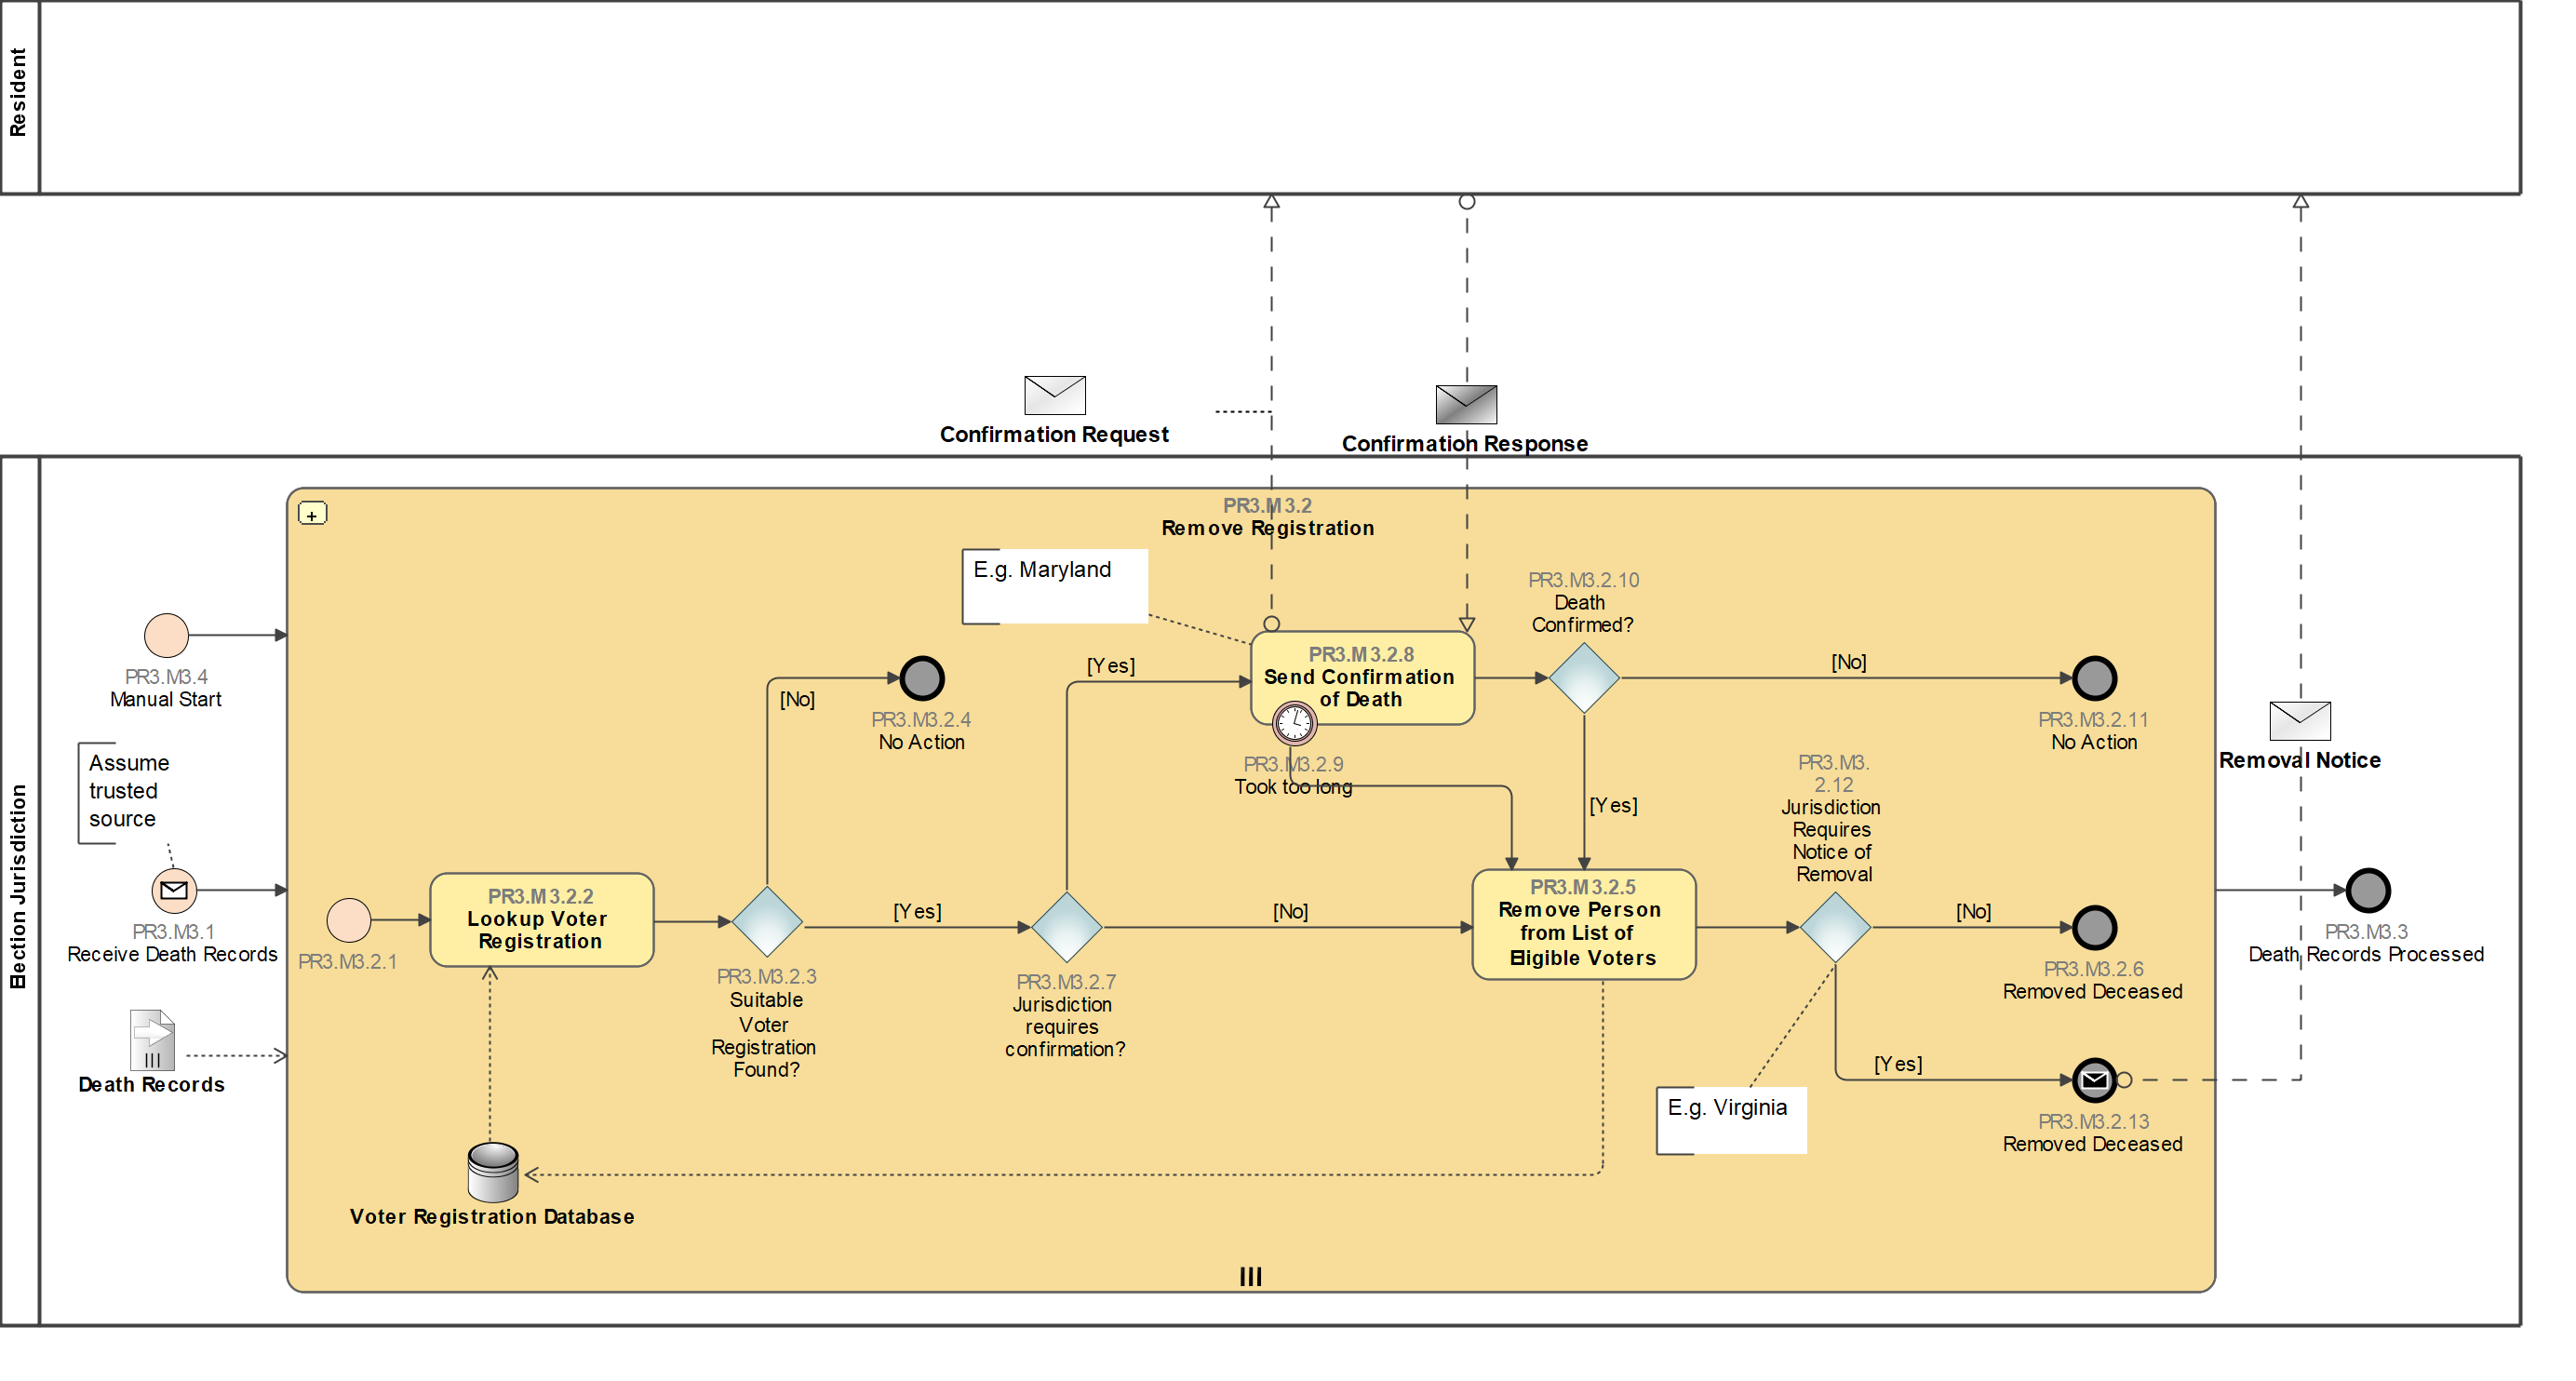 Resident
Confirmation Request
Confirmation Response
Election Jurisdiction
PR3.M3.2
Remove Registration
E.g. Maryland
PR3.M3.4
Manual Start
Assume
trusted
source
PR3.M3.1
Receive Death Records
Death Records
PR3.M3.2.1
PR3.M3.2.2
Lookup Voter
Registration
Voter Registration Database
PR3.M3.2.3
Suitable
Voter
Registration
Found?
[No]
PR3.M3.2.4
No Action
[Yes]
PR3.M3.2.7
Jurisdiction
requires
confirmation?
[Yes]
[No]
PR3.M3.2.8
Send Confirmation
of Death
PR3.M3.2.9
Took too long
PR3.M3.2.10
Death
Confirmed?
[No]
PR3.M3.2.11
No Action
[Yes]
PR3.M3.2.5
Remove Person
from List of
Eligible Voters
PR3.M3.
2.12
Jurisdiction
Requires
Notice of
Removal
[No]
PR3.M3.2.6
Removed Deceased
[Yes]
PR3.M3.2.13
Removed Deceased
E.g. Virginia
Removal Notice
PR3.M3.3
Death Records Processed